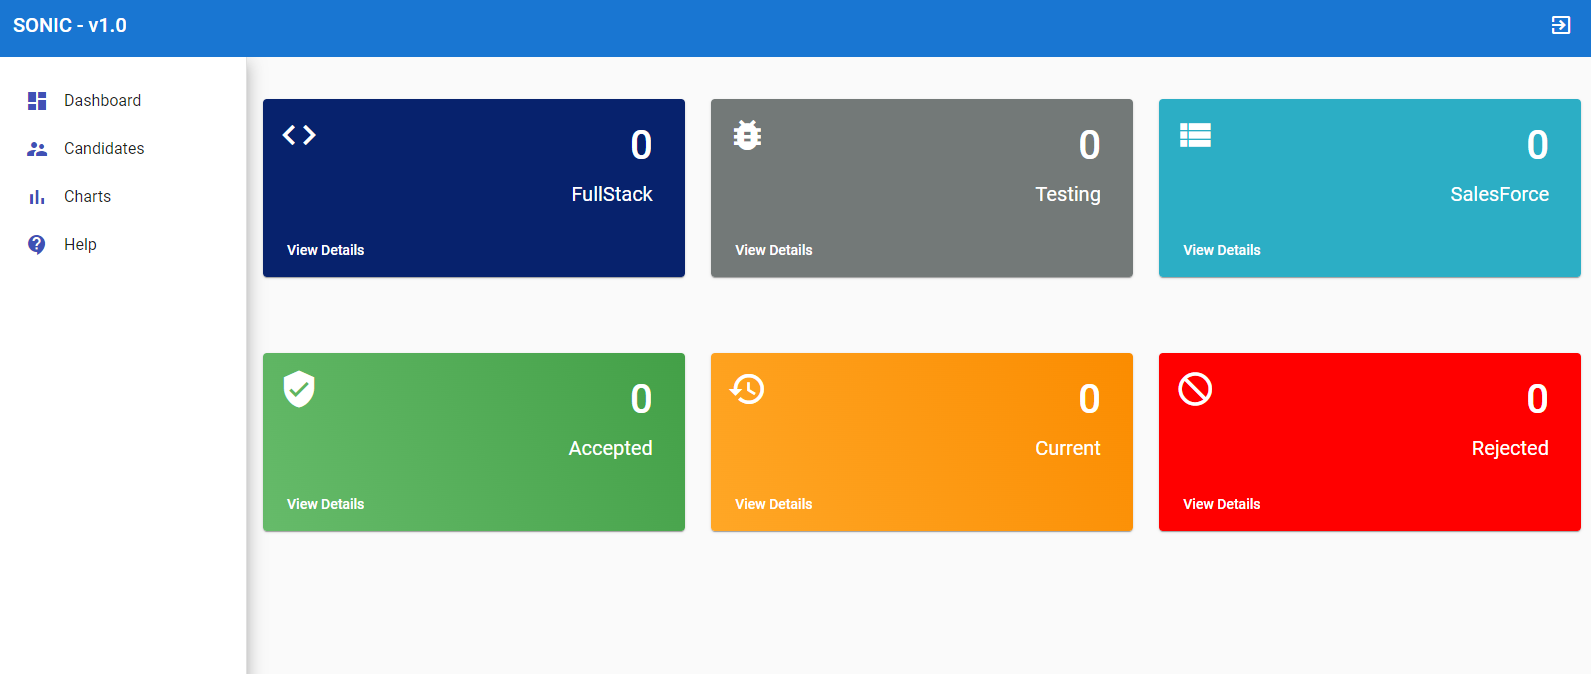 SONIC - v1.0
Dashboard
Candidates
Charts
Help
0
FullStack
View Details
0
Testing
View Details
0
SalesForce
View Details
0
Accepted
View Details
0
Current
View Details
0
Rejected
View Details